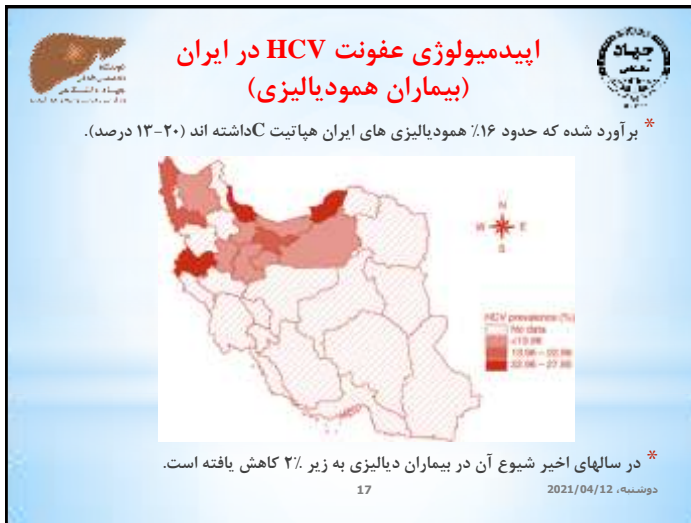 اپیدمیولوژی عفونت HCV در ایران
(بیماران همودیالیزی)
جهاد
* برآورد شده که حدود ۱۶٪ همودیالیزی های ایران هپاتیت C داشته اند (۲۰-۱۳ درصد).
N
W E
S
HCV prevalence (%)
No data
* در سالهای اخیر شیوع آن در بیماران دیالیزی به زیر ۲٪ کاهش یافته است.
دوشنبه، 2021/04/12
17